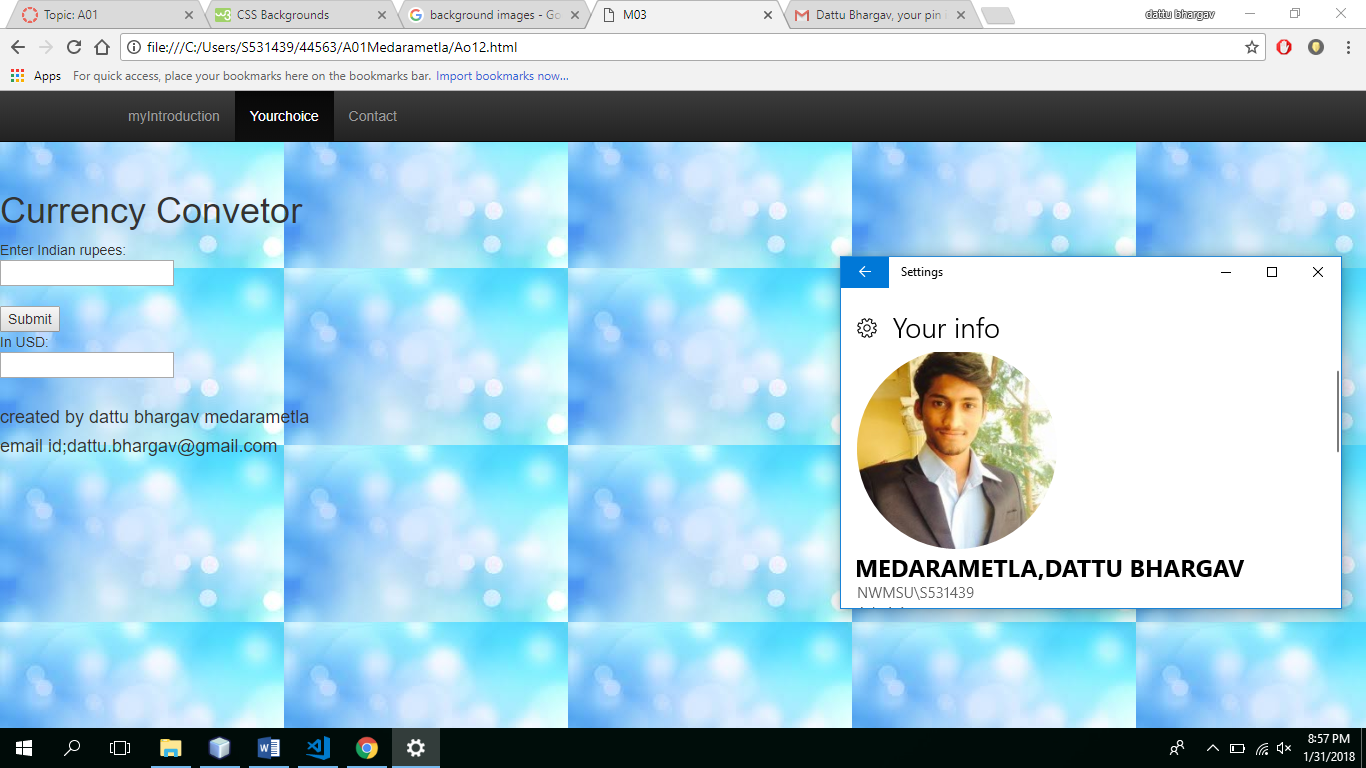 Topic: A01
CSS Backgrounds
background images - Go
M03
Dattu Bhargav, your pin
dattu bhargav
file:///C:/Users/S531439/44563/A01Medarametla/Ao12.html
Apps For quick access, place your bookmarks here on the bookmarks bar. Import bookmarks now...
myIntroduction Yourchoice Contact
Currency Convetor
Enter Indian rupees:
Submit
In USD:
created by dattu bhargav medarametla
email id;dattu.bhargav@gmail.com
Settings
Your info
MEDARAMETLA,DATTU BHARGAV
NWMSU\S531439
8:57 PM
1/31/2018